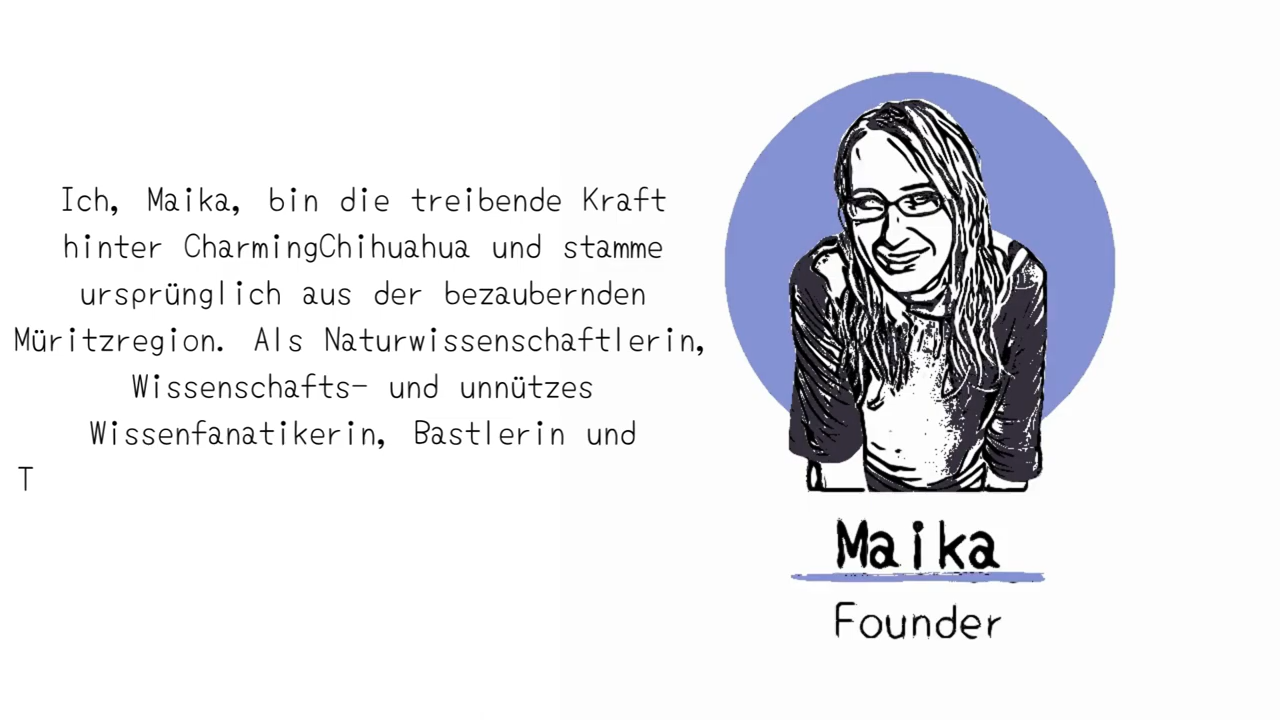 Ich, Maika, bin die treibende Kraft
hinter CharmingChihuahua und stamme
ursprünglich aus der bezaubernden
Müritzregion. Als Naturwissenschaftlerin,
Wissenschafts- und unnützes
Wissenfanatikerin, Bastlerin und
T
Maika
Founder